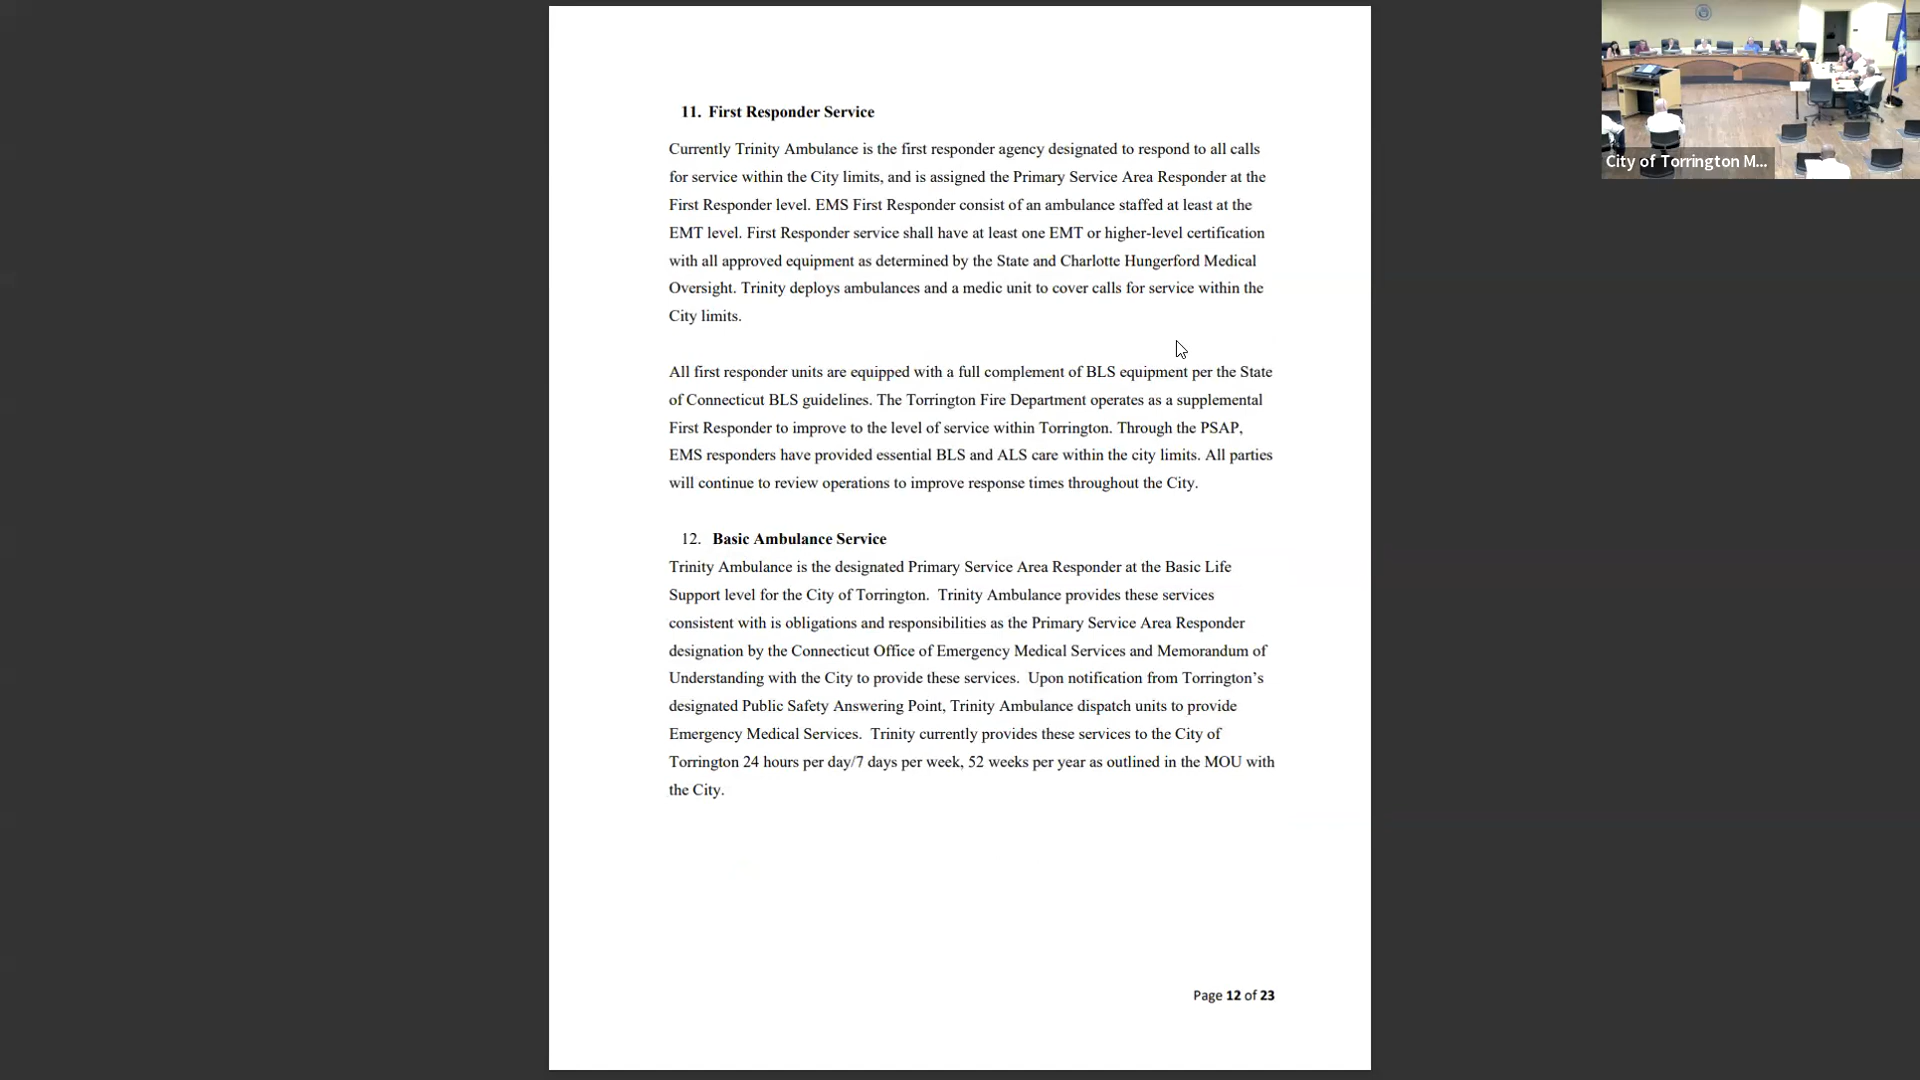 11. First Responder Service
Currently Trinity Ambulance is the first responder agency designated to respond to all calls
for service within the City limits, and is assigned the Primary Service Area Responder at the
First Responder level. EMS First Responder consist of an ambulance staffed at least at the
EMT level. First Responder service shall have at least one EMT or higher-level certification
with all approved equipment as determined by the State and Charlotte Hungerford Medical
Oversight. Trinity deploys ambulances and a medic unit to cover calls for service within the
City limits.
All first responder units are equipped with a full complement of BLS equipment per the State
of Connecticut BLS guidelines. The Torrington Fire Department operates as a supplemental
First Responder to improve to the level of service within Torrington. Through the PSAP,
EMS responders have provided essential BLS and ALS care within the city limits. All parties
will continue to review operations to improve response times throughout the City.
12. Basic Ambulance Service
Trinity Ambulance is the designated Primary Service Area Responder at the Basic Life
Support level for the City of Torrington. Trinity Ambulance provides these services
consistent with is obligations and responsibilities as the Primary Service Area Responder
designation by the Connecticut Office of Emergency Medical Services and Memorandum of
Understanding with the City to provide these services. Upon notification from Torrington’s
designated Public Safety Answering Point, Trinity Ambulance dispatch units to provide
Emergency Medical Services. Trinity currently provides these services to the City of
Torrington 24 hours per day/7 days per week, 52 weeks per year as outlined in the MOU with
the City.
Page 12 of 23
City of Torrington M...